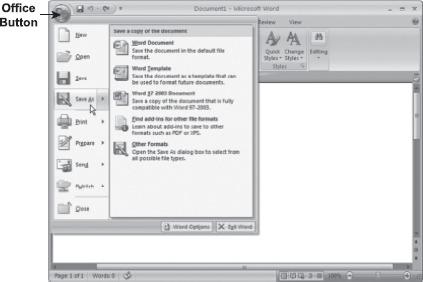 Office
Button
Document1 - Microsoft Word
Review View
New
Open
Save
Save As
Print
Prepare
Send
Publish
Close
Save a copy of the document
Word Document
Save the document in the default file
format.
Word Template
Save the document as a template that can
be used to format future documents.
Word 97-2003 Document
Save a copy of the document that is fully
compatible with Word 97-2003.
Find add-ins for other file formats
Learn about add-ins to save to other
formats such as PDF or XPS.
Other Formats
Open the Save As dialog box to select from
all possible file types.
Quick Change Editing
Styles Styles
Styles
Word Options Exit Word
Page 1 of 1 Words: 0 100%